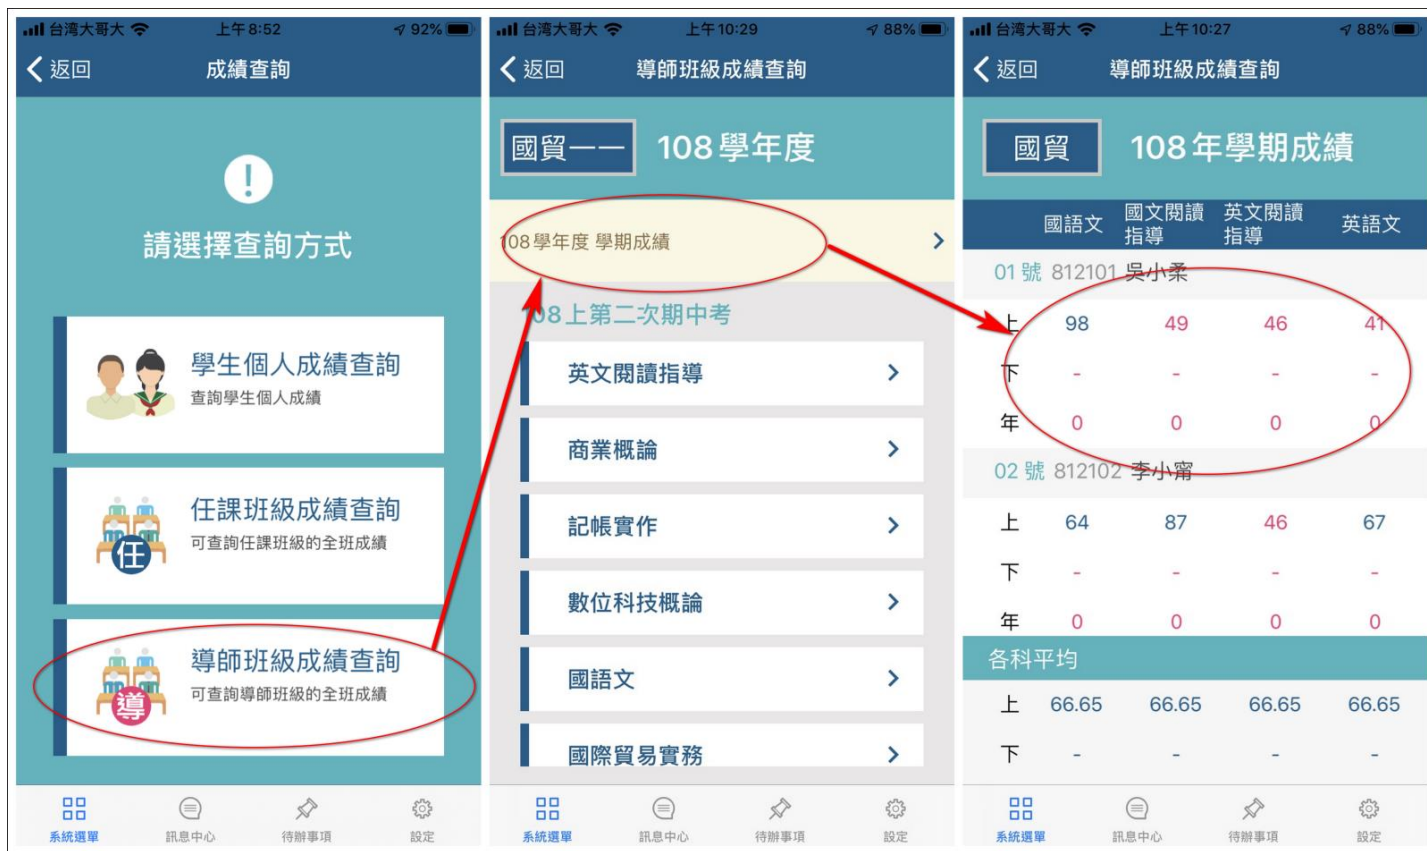 台湾大哥大 上午8:52 92%
返回 成績查詢
!
請選擇查詢方式
學生個人成績查詢
查詢學生個人成績
任課班級成績查詢
可查詢任課班級的全班成績
任
導師班級成績查詢
可查詢導師班級的全班成績
導
系統選單 訊息中心 待辦事項 設定
台湾大哥大 上午10:29 88%
返回 導師班級成績查詢
國貿一一 108學年度
108學年度 學期成績
108上第二次期中考
英文閱讀指導
商業概論
記帳實作
數位科技概論
國語文
國際貿易實務
系統選單 訊息中心 待辦事項 設定
台湾大哥大 上午10:27 88%
返回 導師班級成績查詢
國貿 108年學期成績
國語文 國文閱讀指導 英文閱讀指導 英語文
01號 812101 吳小柔
上 98 49 46 41
下 - - - -
年 0 0 0 0
02號 812102 李小甯
上 64 87 46 67
下 - - - -
年 0 0 0 0
各科平均
上 66.65 66.65 66.65 66.65
下 - - - -
系統選單 訊息中心 待辦事項 設定